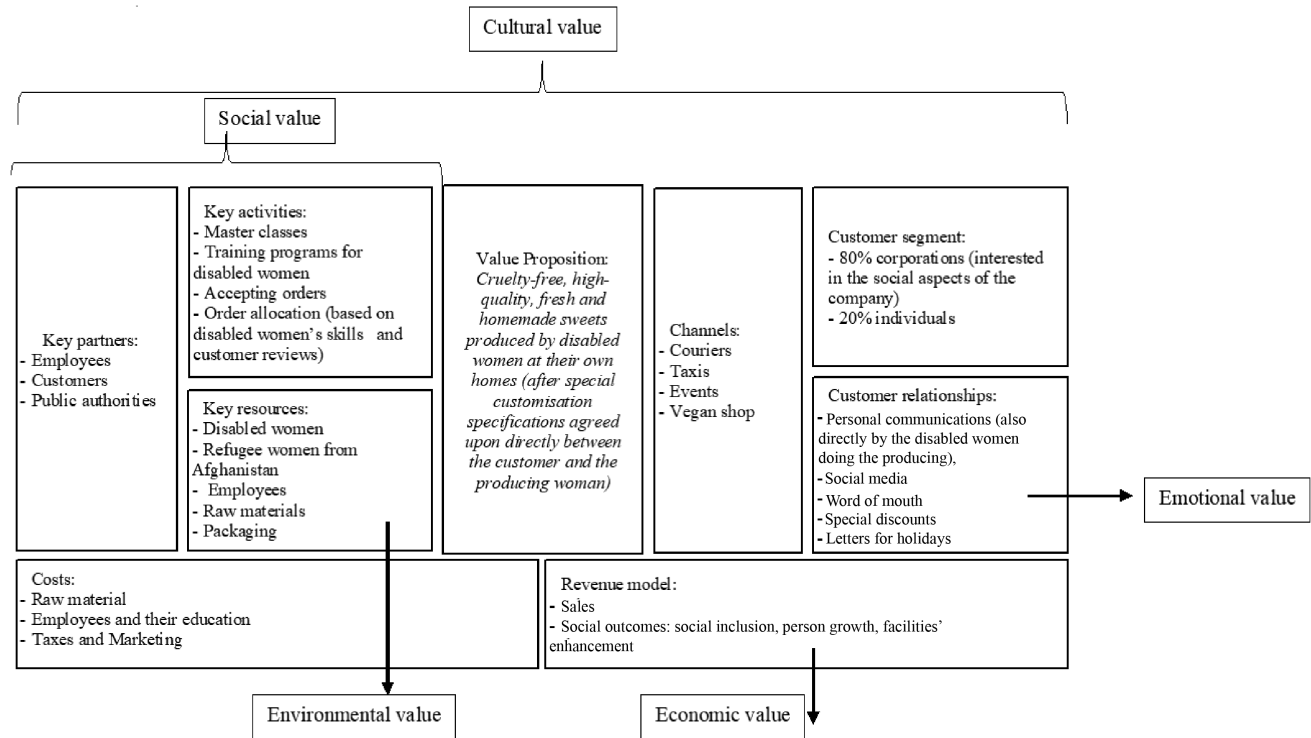 Cultural value
Social value
Key partners:
- Employees
- Customers
- Public authorities
Key activities:
- Master classes
- Training programs for
disabled women
- Accepting orders
- Order allocation (based on
disabled women's skills and
customer reviews)
Key resources:
- Disabled women
- Refugee women from
Afghanistan
- Employees
- Raw materials
- Packaging
Value Proposition:
Cruelty-free, high-
quality, fresh and
homemade sweets
produced by disabled
women at their own
homes (after special
customisation
specifications agreed
upon directly between
the customer and the
producing woman)
Channels:
- Couriers
- Taxis
- Events
- Vegan shop
Customer segment:
- 80% corporations (interested
in the social aspects of the
company)
- 20% individuals
Customer relationships:
- Personal communications (also
directly by the disabled women
doing the producing),
- Social media
- Word of mouth
- Special discounts
- Letters for holidays
Emotional value
Costs:
- Raw material
- Employees and their education
- Taxes and Marketing
Revenue model:
- Sales
- Social outcomes: social inclusion, person growth, facilities'
enhancement
Environmental value
Economic value